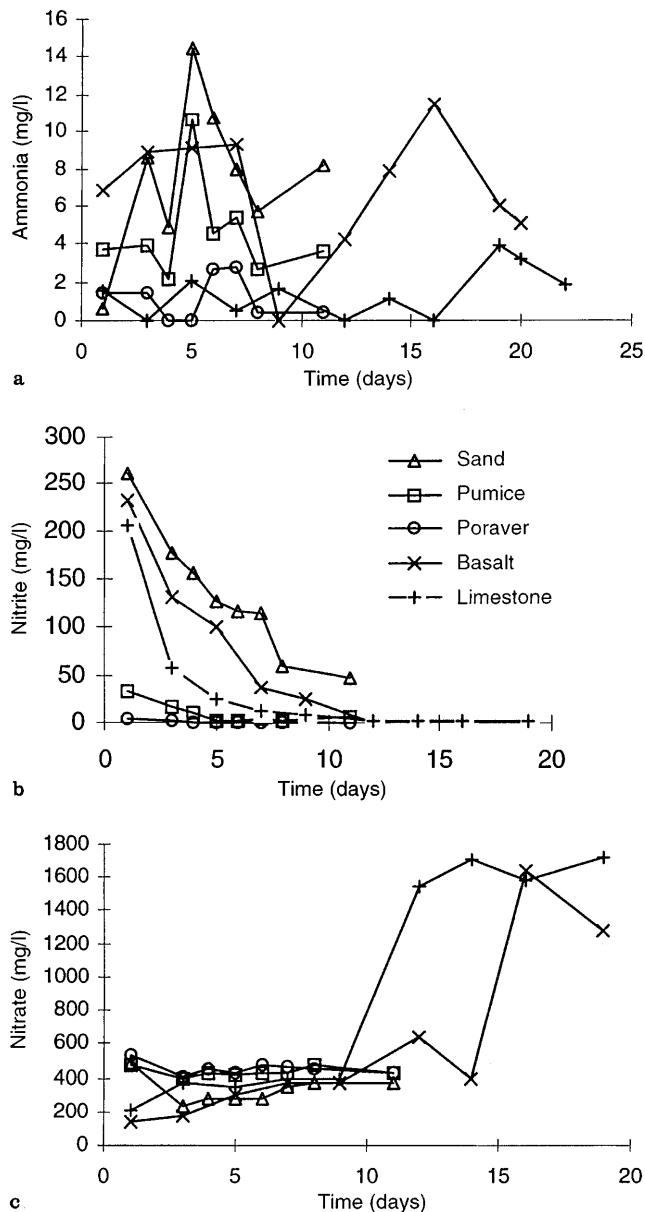 16
14
12
10
8
6
4
2
0
Ammonia (mg/l)
0 5 10 15 20 25
Time (days)
a
300
250
200
150
100
50
0
Nitrite (mg/l)
Sand
Pumice
Poraver
Basalt
Limestone
0 5 10 15 20
Time (days)
b
1800
1600
1400
1200
1000
800
600
400
200
0
Nitrate (mg/l)
0 5 10 15 20
Time (days)
c